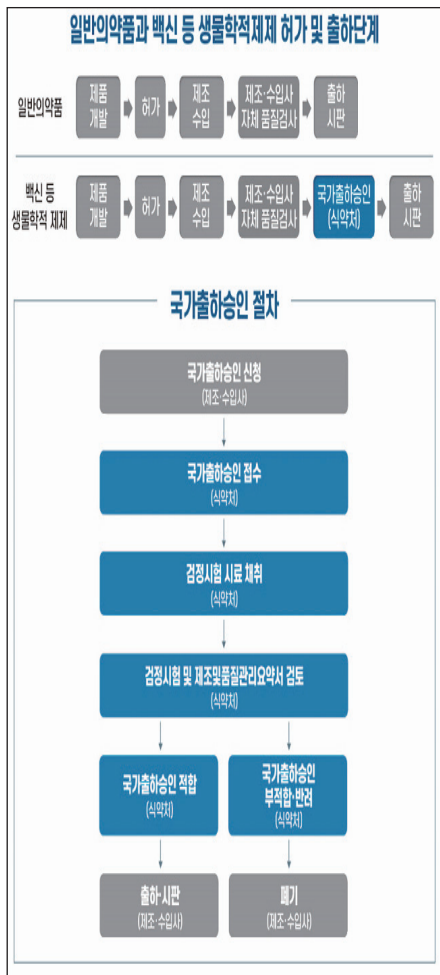 일반의약품과 백신 등 생물학적제제 허가 및 출하단계
일반의약품
제품
개발
허가
제조
수입
제조·수입사
자체 품질검사
출하
시판
백신 등
생물학적 제제
제품
개발
허가
제조
수입
제조·수입사
자체 품질검사
국가출하승인
(식약처)
출하
시판
국가출하승인 절차
국가출하승인 신청
(제조·수입사)
국가출하승인 접수
(식약처)
검정시험 시료 채취
(식약처)
검정시험 및 제조및품질관리요약서 검토
(식약처)
국가출하승인 적합
(식약처)
국가출하승인
부적합·반려
(식약처)
출하·시판
(제조·수입사)
폐기
(제조·수입사)